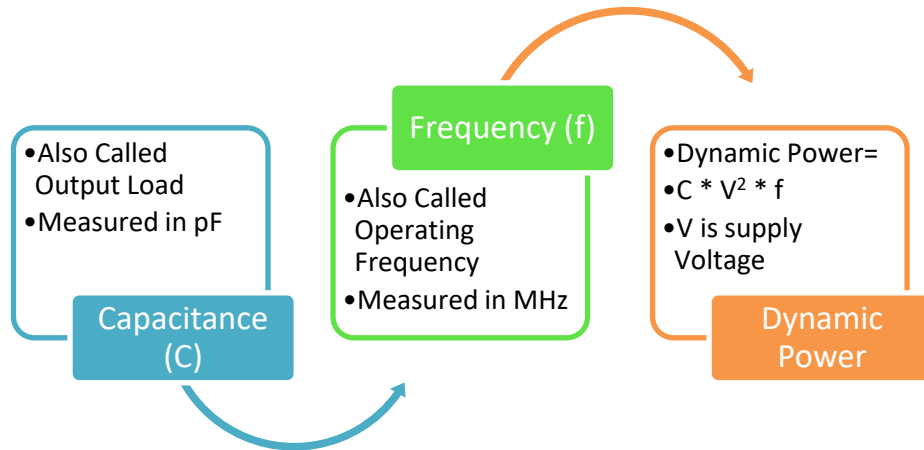 •Also Called
Output Load
•Measured in pF
Capacitance
(C)
Frequency (f)
•Also Called
Operating
Frequency
•Measured in MHz
•Dynamic Power=
•C * V² * f
•V is supply
Voltage
Dynamic
Power